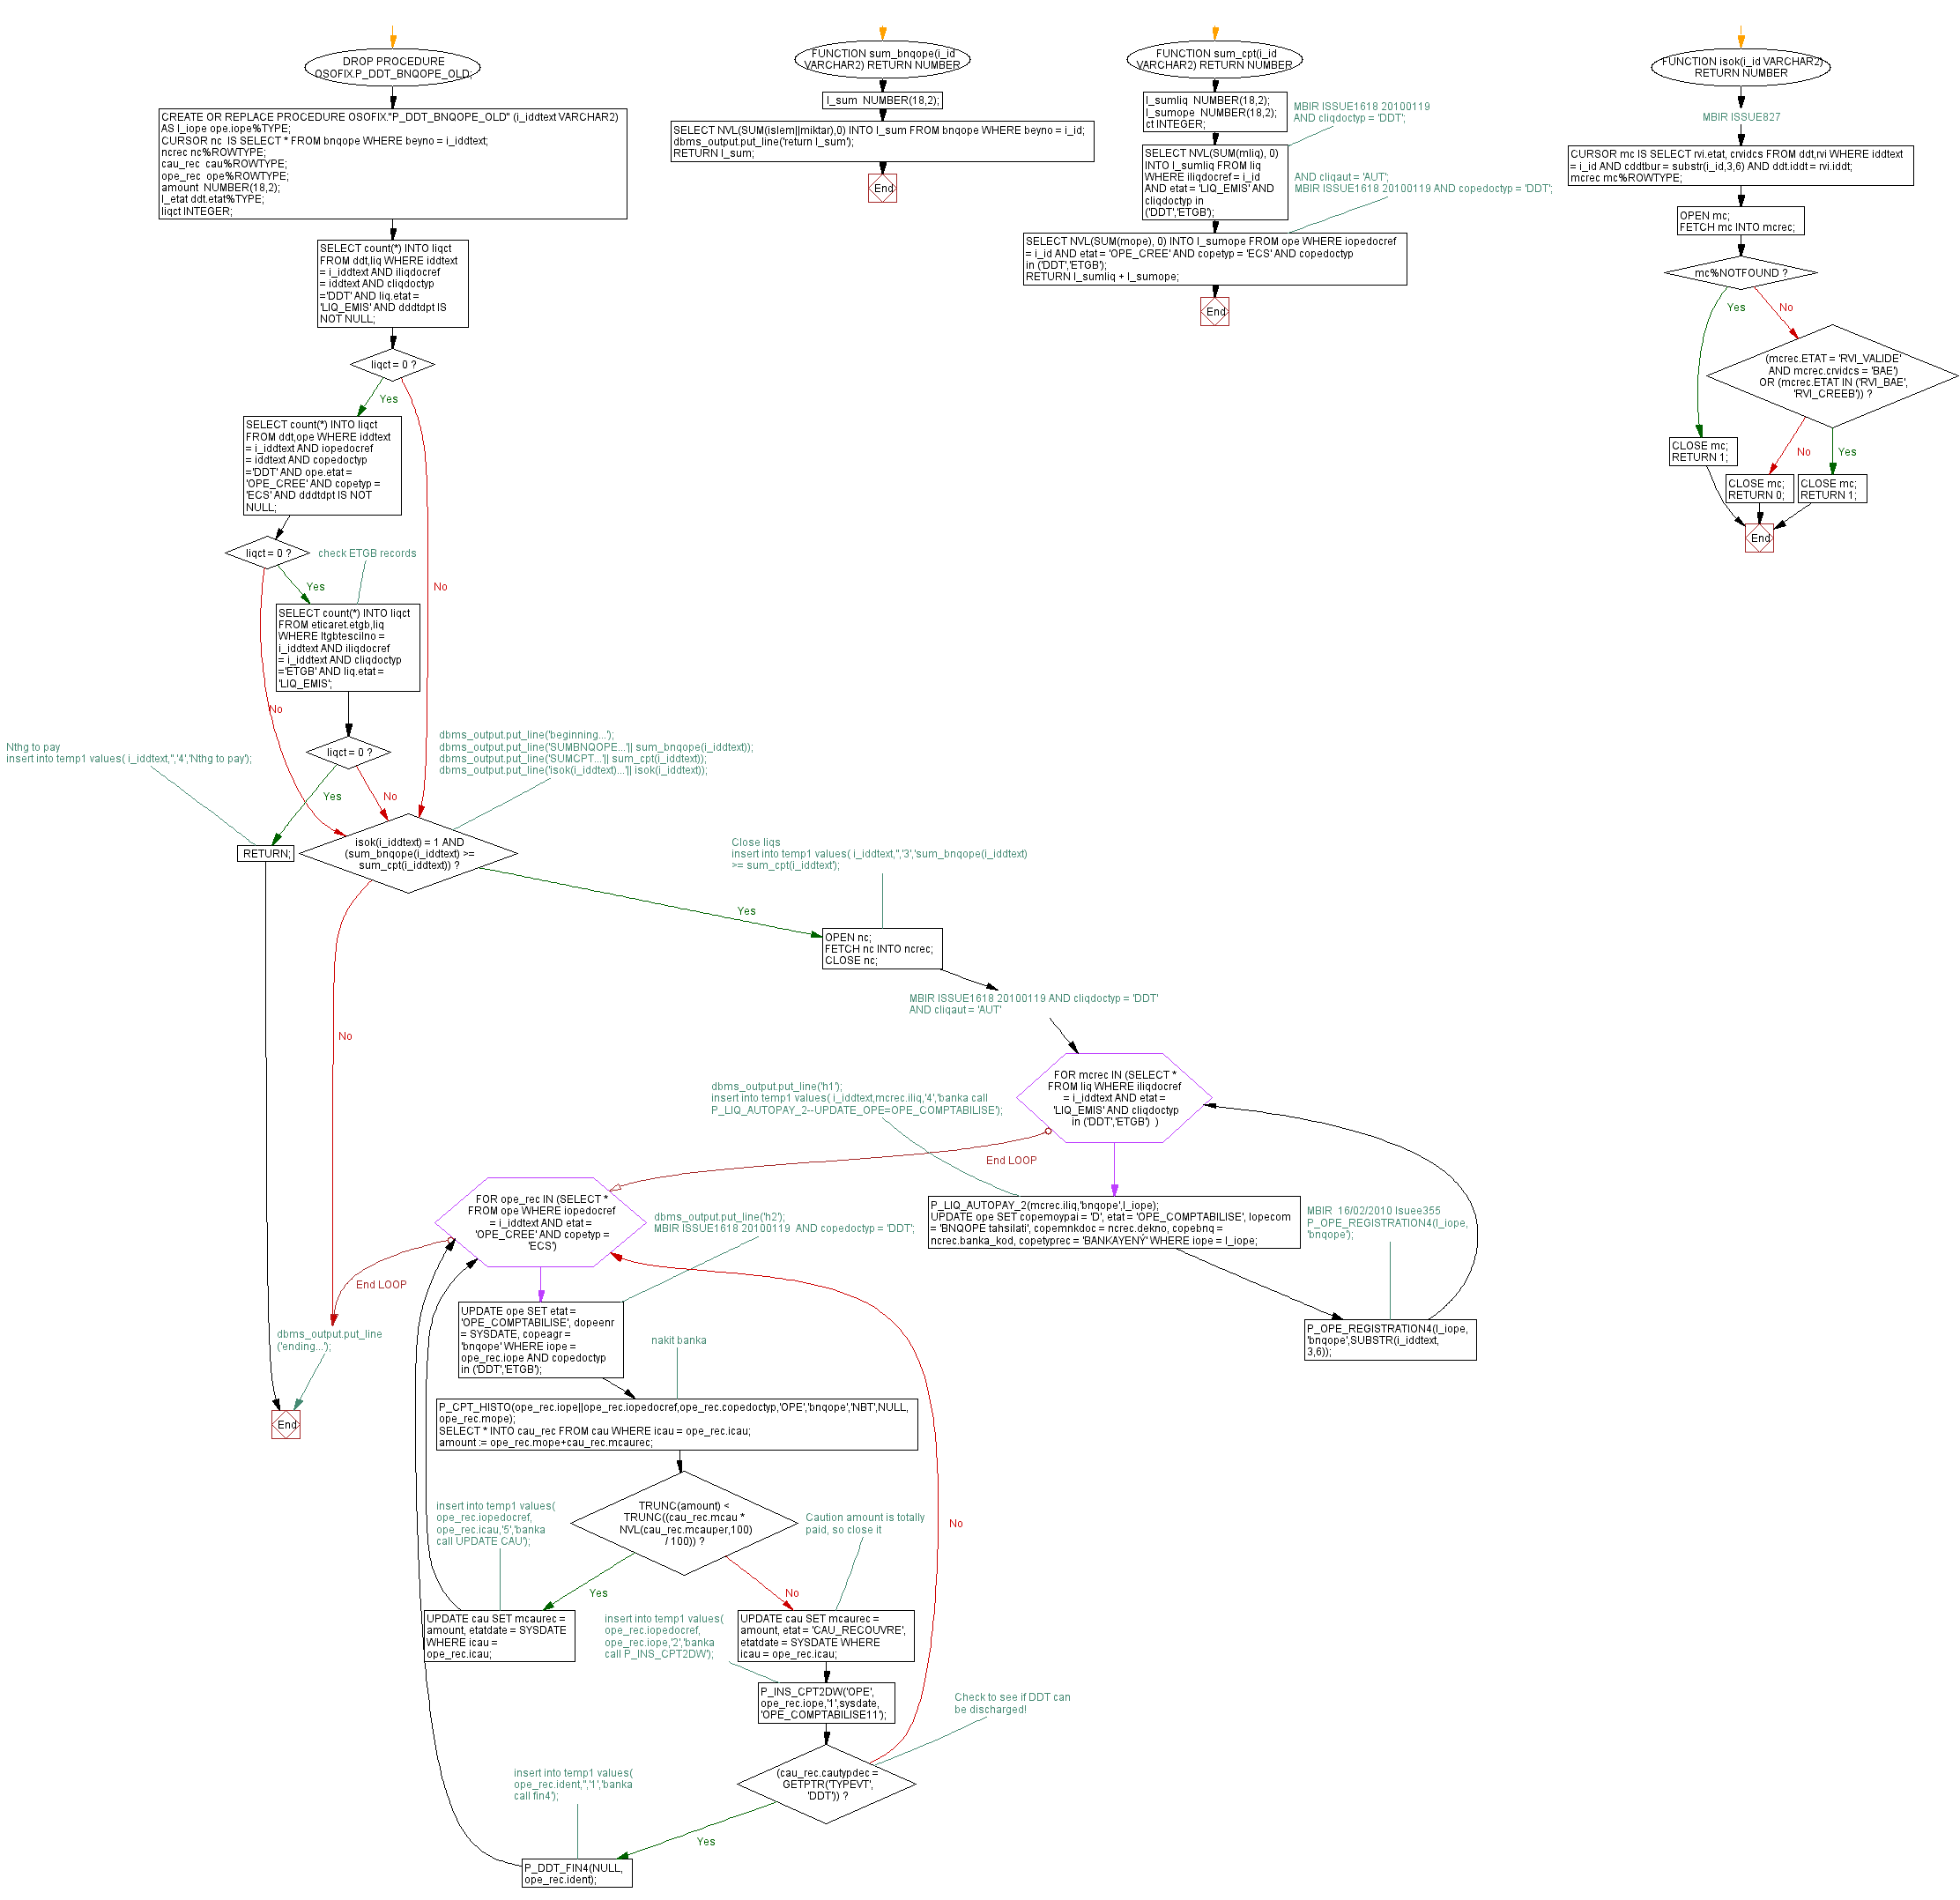 DROP PROCEDURE
OSOFIX.P_DDT_BNQOPE_OLD;
CREATE OR REPLACE PROCEDURE OSOFIX."P_DDT_BNQOPE_OLD" (i_iddtext VARCHAR2)
AS l_iope ope.iope%TYPE;
CURSOR nc  IS SELECT * FROM bnqope WHERE beyno = i_iddtext;
ncrec nc%ROWTYPE;
cau_rec  cau%ROWTYPE;
ope_rec  ope%ROWTYPE;
amount  NUMBER(18,2);
l_etat ddt.etat%TYPE;
liqct INTEGER;
SELECT count(*) INTO liqct
FROM ddt,liq WHERE iddtext
= i_iddtext AND iliqdocref
= iddtext AND cliqdoctyp
='DDT' AND liq.etat =
'LIQ_EMIS' AND dddtdpt IS
NOT NULL;
liqct = 0 ?
Yes
No
SELECT count(*) INTO liqct
FROM ddt,ope WHERE iddtext
= i_iddtext AND iopedocref
= iddtext AND copedoctyp
='DDT' AND ope.etat =
'OPE_CREE' AND copetyp =
'ECS' AND dddtdpt IS NOT
NULL;
liqct = 0 ?
check ETGB records
Yes
No
SELECT count(*) INTO liqct
FROM eticaret.etgb,liq
WHERE ltgbtescilno =
i_iddtext AND iliqdocref
= i_iddtext AND cliqdoctyp
='ETGB' AND liq.etat =
'LIQ_EMIS';
liqct = 0 ?
Yes
No
Nthg to pay
insert into temp1 values( i_iddtext,'','4','Nthg to pay');
RETURN;
dbms_output.put_line('beginning...');
dbms_output.put_line('SUMBNQOPE...'|| sum_bnqope(i_iddtext));
dbms_output.put_line('SUMCPT...'|| sum_cpt(i_iddtext));
dbms_output.put_line('isok(i_iddtext)...'|| isok(i_iddtext));
isok(i_iddtext) = 1 AND
(sum_bnqope(i_iddtext) >=
sum_cpt(i_iddtext)) ?
Yes
No
Close liqs
insert into temp1 values( i_iddtext,'','3','sum_bnqope(i_iddtext)
>= sum_cpt(i_iddtext');
OPEN nc;
FETCH nc INTO ncrec;
CLOSE nc;
MBIR ISSUE1618 20100119 AND cliqdoctyp = 'DDT'
AND cliqaut = 'AUT'
FOR mcrec IN (SELECT *
FROM liq WHERE iliqdocref
= i_iddtext AND etat =
'LIQ_EMIS' AND cliqdoctyp
in ('DDT','ETGB')  )
End LOOP
dbms_output.put_line('h1');
insert into temp1 values( i_iddtext,mcrec.iliq,'4','banka call
P_LIQ_AUTOPAY_2--UPDATE_OPE=OPE_COMPTABILISE');
P_LIQ_AUTOPAY_2(mcrec.iliq,'bnqope',l_iope);
UPDATE ope SET copemoypai = 'D', etat = 'OPE_COMPTABILISE', lopecom
= 'BNQOPE tahsilati', copemnkdoc = ncrec.dekno, copebnq =
ncrec.banka_kod, copetyprec = 'BANKAYENÝ' WHERE iope = l_iope;
MBIR  16/02/2010 Isuee355
P_OPE_REGISTRATION4(l_iope,
'bnqope');
P_OPE_REGISTRATION4(l_iope,
'bnqope',SUBSTR(i_iddtext,
3,6));
FOR ope_rec IN (SELECT *
FROM ope WHERE iopedocref
= i_iddtext AND etat =
'OPE_CREE' AND copetyp =
'ECS')
End LOOP
dbms_output.put_line
('ending...');
End
dbms_output.put_line('h2');
MBIR ISSUE1618 20100119  AND copedoctyp = 'DDT';
UPDATE ope SET etat =
'OPE_COMPTABILISE', dopeenr
= SYSDATE, copeagr =
'bnqope' WHERE iope =
ope_rec.iope AND copedoctyp
in ('DDT','ETGB');
nakit banka
P_CPT_HISTO(ope_rec.iope||ope_rec.iopedocref,ope_rec.copedoctyp,'OPE','bnqope','NBT',NULL,
ope_rec.mope);
SELECT * INTO cau_rec FROM cau WHERE icau = ope_rec.icau;
amount := ope_rec.mope+cau_rec.mcaurec;
TRUNC(amount) <
TRUNC((cau_rec.mcau *
NVL(cau_rec.mcauper,100)
/ 100)) ?
Yes
No
insert into temp1 values(
ope_rec.iopedocref,
ope_rec.icau,'5','banka
call UPDATE CAU');
UPDATE cau SET mcaurec =
amount, etatdate = SYSDATE
WHERE icau =
ope_rec.icau;
Caution amount is totally
paid, so close it
UPDATE cau SET mcaurec =
amount, etat = 'CAU_RECOUVRE',
etatdate = SYSDATE WHERE
icau = ope_rec.icau;
insert into temp1 values(
ope_rec.iopedocref,
ope_rec.iope,'2','banka
call P_INS_CPT2DW');
P_INS_CPT2DW('OPE',
ope_rec.iope,'1',sysdate,
'OPE_COMPTABILISE11');
Check to see if DDT can
be discharged!
(cau_rec.cautypdec =
GETPTR('TYPEVT',
'DDT')) ?
No
Yes
insert into temp1 values(
ope_rec.ident,'','1','banka
call fin4');
P_DDT_FIN4(NULL,
ope_rec.ident);
FUNCTION sum_bnqope(i_id
VARCHAR2) RETURN NUMBER
l_sum  NUMBER(18,2);
SELECT NVL(SUM(islem||miktar),0) INTO l_sum FROM bnqope WHERE beyno = i_id;
dbms_output.put_line('return l_sum');
RETURN l_sum;
End
FUNCTION sum_cpt(i_id
VARCHAR2) RETURN NUMBER
l_sumliq  NUMBER(18,2);
l_sumope  NUMBER(18,2);
ct INTEGER;
MBIR ISSUE1618 20100119
AND cliqdoctyp = 'DDT';
SELECT NVL(SUM(mliq), 0)
INTO l_sumliq FROM liq
WHERE iliqdocref = i_id
AND etat = 'LIQ_EMIS' AND
cliqdoctyp in
('DDT','ETGB');
AND cliqaut = 'AUT';
MBIR ISSUE1618 20100119 AND copedoctyp = 'DDT';
SELECT NVL(SUM(mope), 0) INTO l_sumope FROM ope WHERE iopedocref
= i_id AND etat = 'OPE_CREE' AND copetyp = 'ECS' AND copedoctyp
in ('DDT','ETGB');
RETURN l_sumliq + l_sumope;
End
FUNCTION isok(i_id VARCHAR2)
RETURN NUMBER
MBIR ISSUE827
CURSOR mc IS SELECT rvi.etat, crvidcs FROM ddt,rvi WHERE iddtext
= i_id AND cddtbur = substr(i_id,3,6) AND ddt.iddt = rvi.iddt;
mcrec mc%ROWTYPE;
OPEN mc;
FETCH mc INTO mcrec;
mc%NOTFOUND ?
Yes
No
(mcrec.ETAT = 'RVI_VALIDE'
AND mcrec.crvidcs = 'BAE')
OR (mcrec.ETAT IN ('RVI_BAE',
'RVI_CREEB')) ?
CLOSE mc;
RETURN 1;
No
Yes
CLOSE mc;
RETURN 0;
CLOSE mc;
RETURN 1;
End